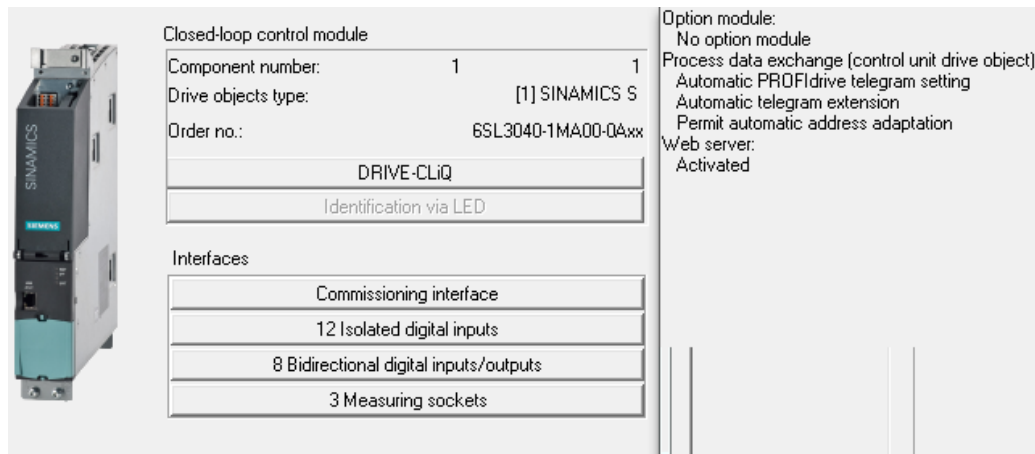 Closed-loop control module
Component number: 1 1
Drive objects type: [1] SINAMICS S
Order no.: 6SL3040-1MA00-0Axx
DRIVE-CLiQ
Identification via LED
Interfaces
Commissioning interface
12 Isolated digital inputs
8 Bidirectional digital inputs/outputs
3 Measuring sockets
SINAMICS
SIEMENS
Option module:
No option module
Process data exchange (control unit drive object)
Automatic PROFIdrive telegram setting
Automatic telegram extension
Permit automatic address adaptation
Web server:
Activated